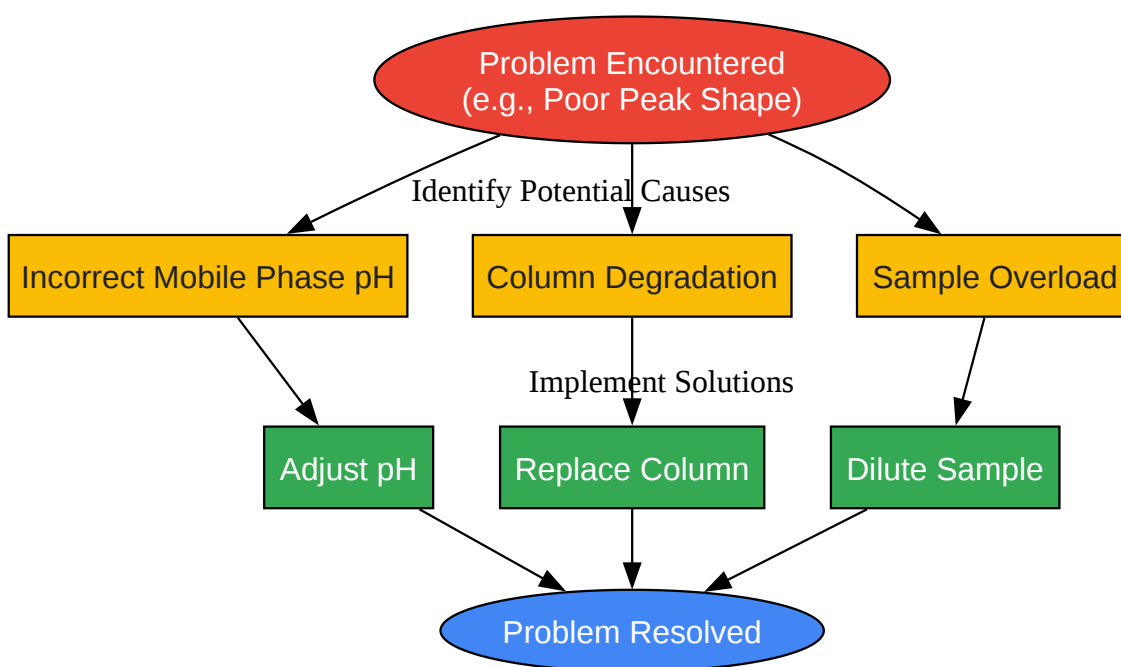 Problem Encountered
(e.g., Poor Peak Shape)
Identify Potential Causes
Incorrect Mobile Phase pH
Column Degradation
Sample Overload
Implement Solutions
Adjust pH
Replace Column
Dilute Sample
Problem Resolved